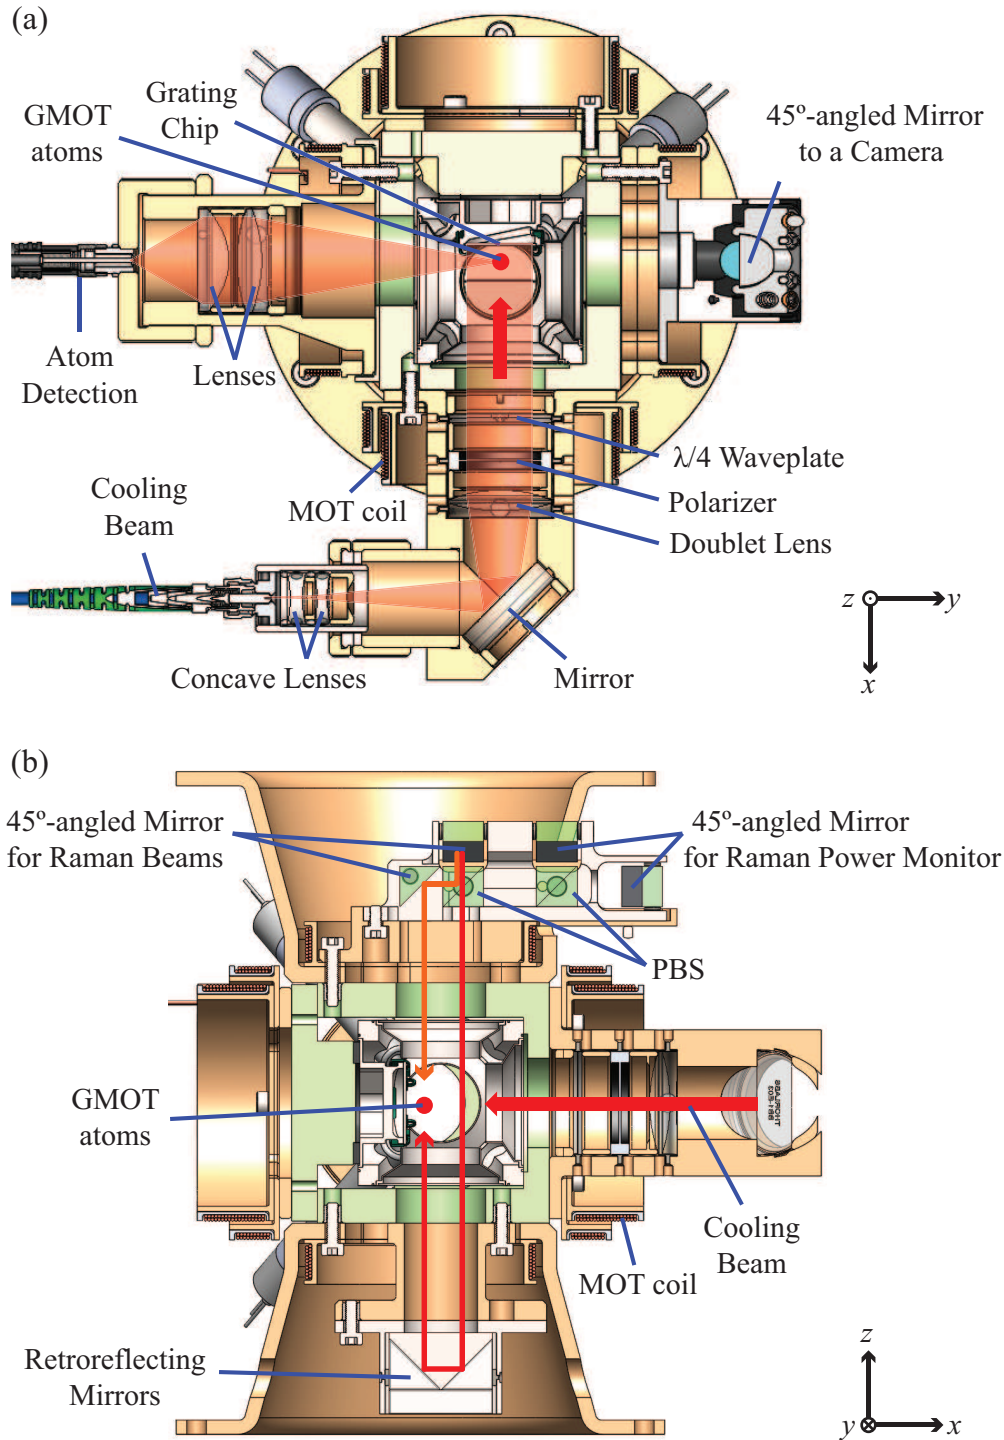 (a)
Grating
Chip
GMOT
atoms
45º-angled Mirror
to a Camera
Atom
Detection
Lenses
λ/4 Waveplate
Polarizer
MOT coil
Doublet Lens
Cooling
Beam
Concave Lenses
Mirror
z
y
x
(b)
45º-angled Mirror
for Raman Beams
45º-angled Mirror
for Raman Power Monitor
PBS
GMOT
atoms
THORLABS
Cooling
Beam
MOT coil
Retroreflecting
Mirrors
z
y
x